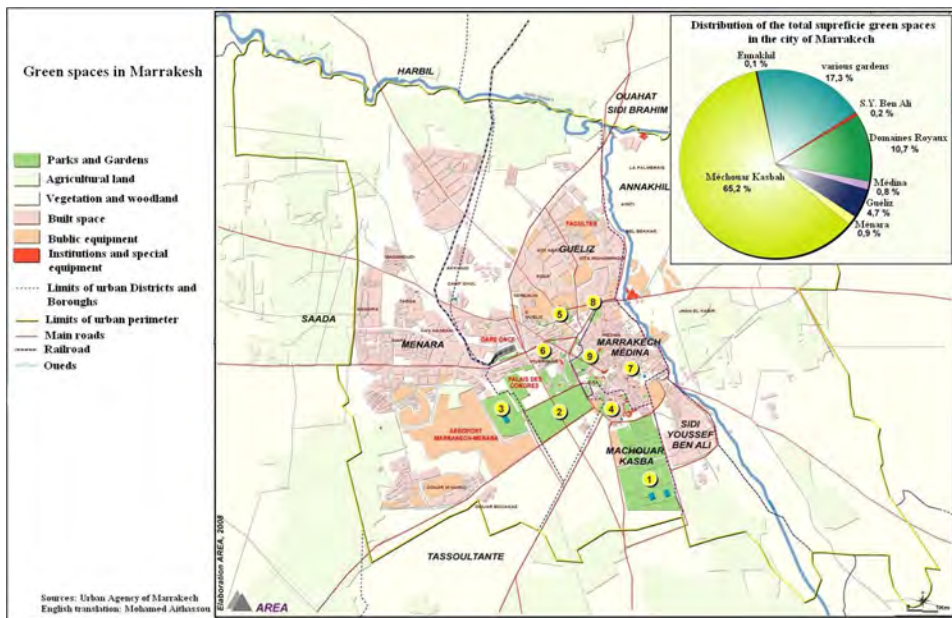 Green spaces in Marrakesh
Parks and Gardens
Agricultural land
Vegetation and woodland
Built space
Bublic equipment
Institutions and special
equipment
Limits of urban Districts and
Boroughs
Limits of urban perimeter
Main roads
Railroad
Oueds
Sources: Urban Agency of Marrakech
English translation: Mohamed Aithassou
Elaboration AREA, 2008
AREA
HARBIL
OUAHAT
SIDI BRAHIM
LA PALMERAIE
ANNAKHIL
FACULTES
GUÉLIZ
SAADA
MENARA
GARE ONCF
5
8
6
9
MARRAKECH
MÉDINA
7
PALAIS DES
CONGRES
3
2
4
AEROPORT
MARRAKECH-MENARA
SIDI
YOUSSEF
BEN ALI
MACHOUAR
KASBA
1
TASSOULTANTE
Distribution of the total supreficie green spaces
in the city of Marrakech
Ennakhil
0,1 %
various gardens
17,3 %
S.Y. Ben Ali
0,2 %
Domaines Royaux
10,7 %
Méchouar Kasbah
65,2 %
Médina
0,8 %
Gueliz
4,7 %
Ménara
0,9 %